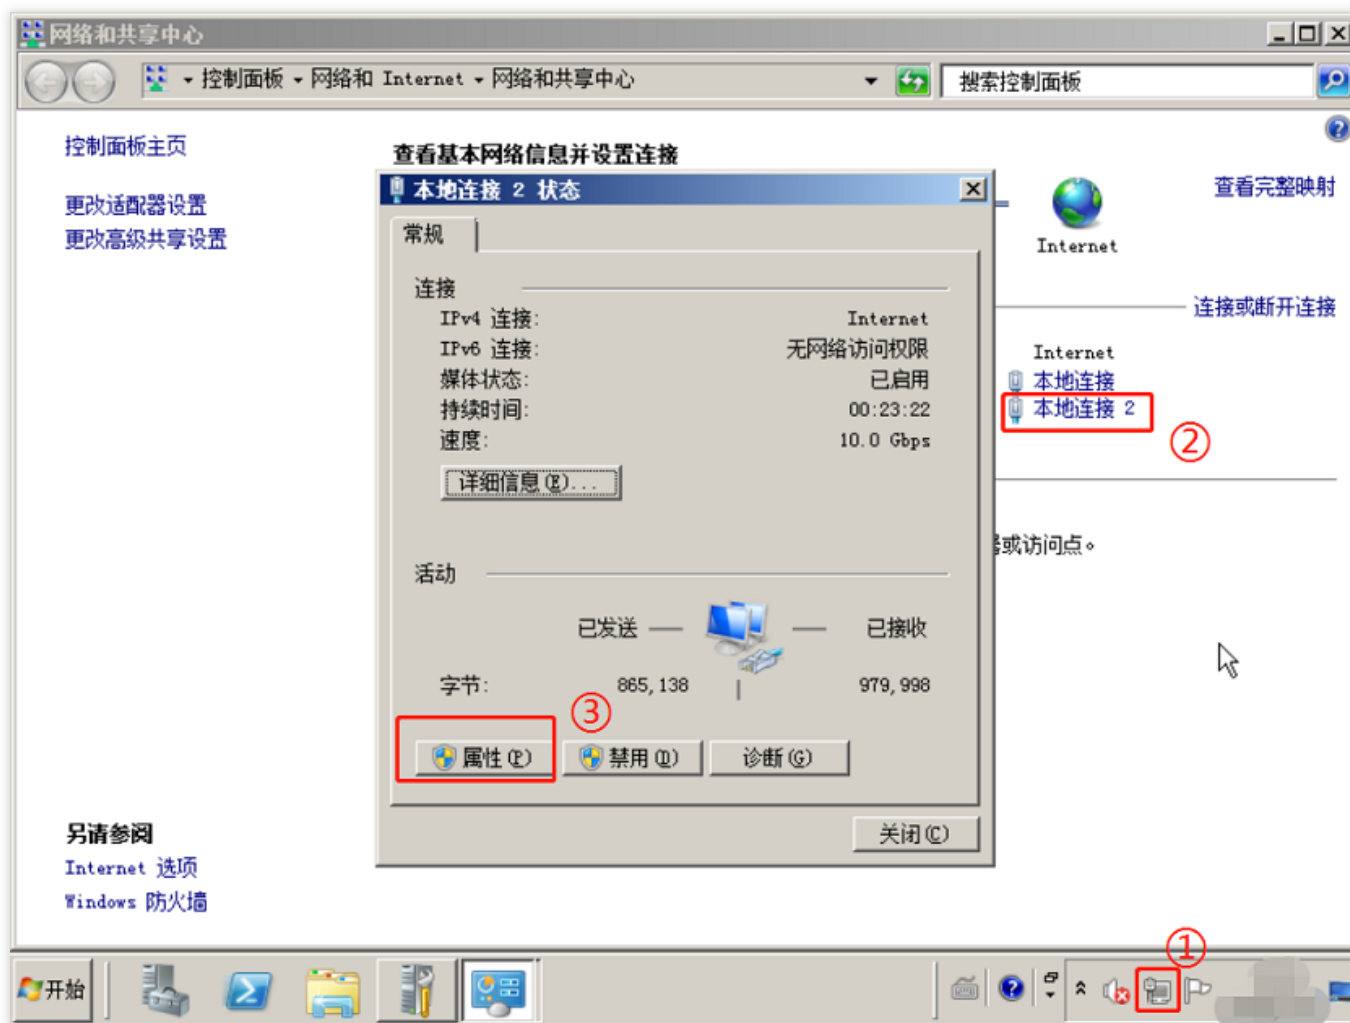 网络和共享中心
控制面板 网络和 Internet 网络和共享中心
搜索控制面板
控制面板主页
更改适配器设置
更改高级共享设置
查看基本网络信息并设置连接
查看完整映射
Internet
连接或断开连接
Internet
本地连接
本地连接 2
②
或访问点。
本地连接 2 状态
常规
连接
IPv4 连接: Internet
IPv6 连接: 无网络访问权限
媒体状态: 已启用
持续时间: 00:23:22
速度: 10.0 Gbps
详细信息(E)...
活动
已发送 已接收
字节: 865,138 979,998
③
属性(P) 禁用(D) 诊断(G)
关闭(C)
另请参阅
Internet 选项
Windows 防火墙
①
开始